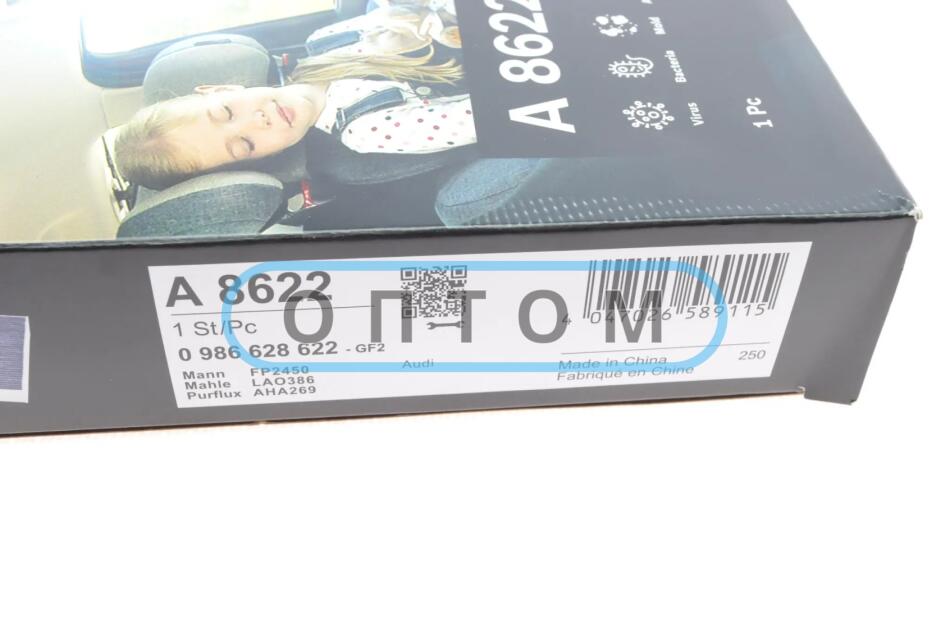 A 8622
Mold
Bacteria
Virus
1 Pc
A 8622
1 St/Pc
0 986 628 622 - GF2
Mann FP2450
Mahle LAO386
Purflux AHA269
Audi
4 047026 589115
Made in China
Fabriqué en Chine
250
ОПТОМ